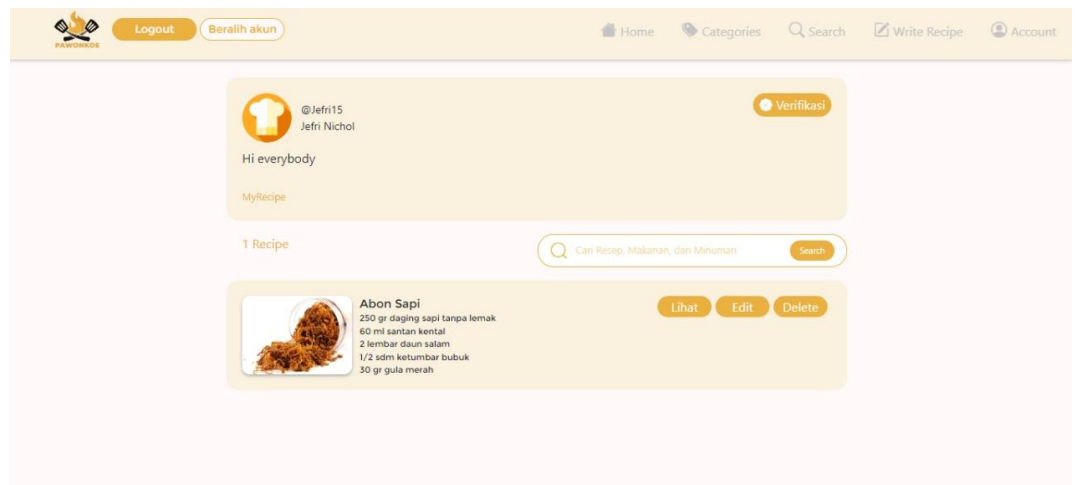 PAWONKOE
Logout
Beralih akun
Home
Categories
Search
Write Recipe
Account
@Jefri15
Jefri Nichol
Verifikasi
Hi everybody
MyRecipe
1 Recipe
Cari Resep, Makanan, dan Minuman
Search
Abon Sapi
250 gr daging sapi tanpa lemak
60 ml santan kental
2 lembar daun salam
1/2 sdm ketumbar bubuk
30 gr gula merah
Lihat
Edit
Delete